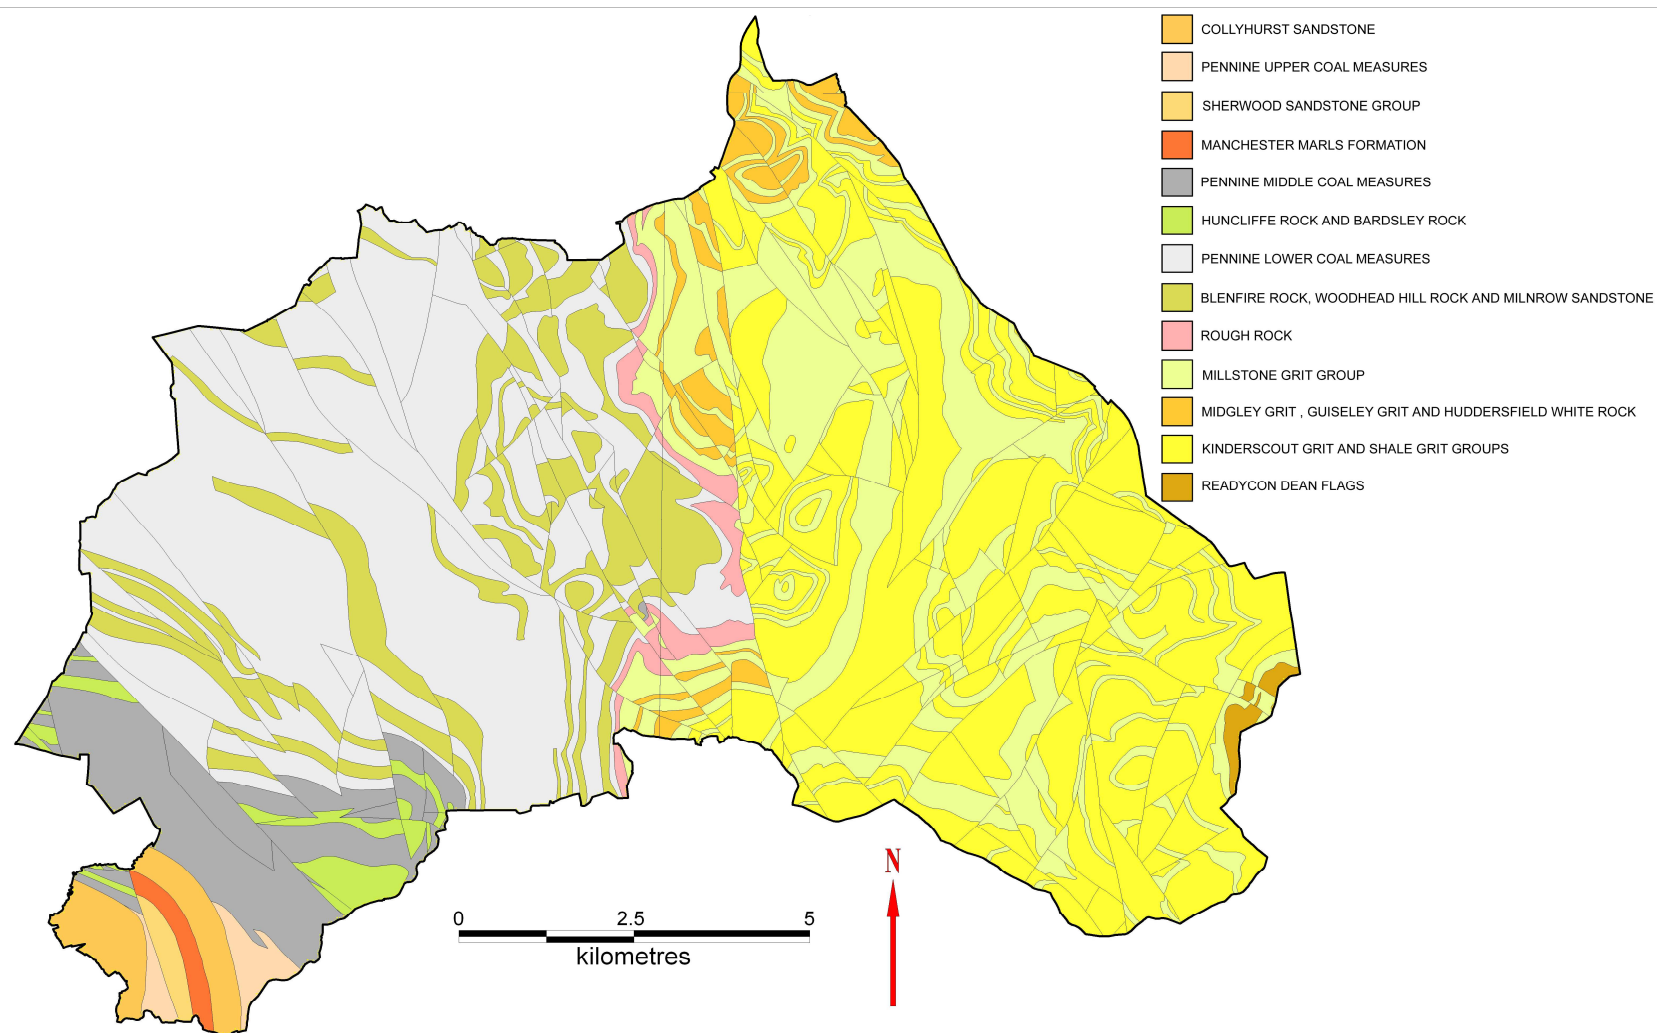 COLLYHURST SANDSTONE
PENNINE UPPER COAL MEASURES
SHERWOOD SANDSTONE GROUP
MANCHESTER MARLS FORMATION
PENNINE MIDDLE COAL MEASURES
HUNCLIFFE ROCK AND BARDSLEY ROCK
PENNINE LOWER COAL MEASURES
BLENFIRE ROCK, WOODHEAD HILL ROCK AND MILNROW SANDSTONE
ROUGH ROCK
MILLSTONE GRIT GROUP
MIDGLEY GRIT , GUISELEY GRIT AND HUDDERSFIELD WHITE ROCK
KINDERSCOUT GRIT AND SHALE GRIT GROUPS
READYCON DEAN FLAGS
N
0 2.5 5
kilometres